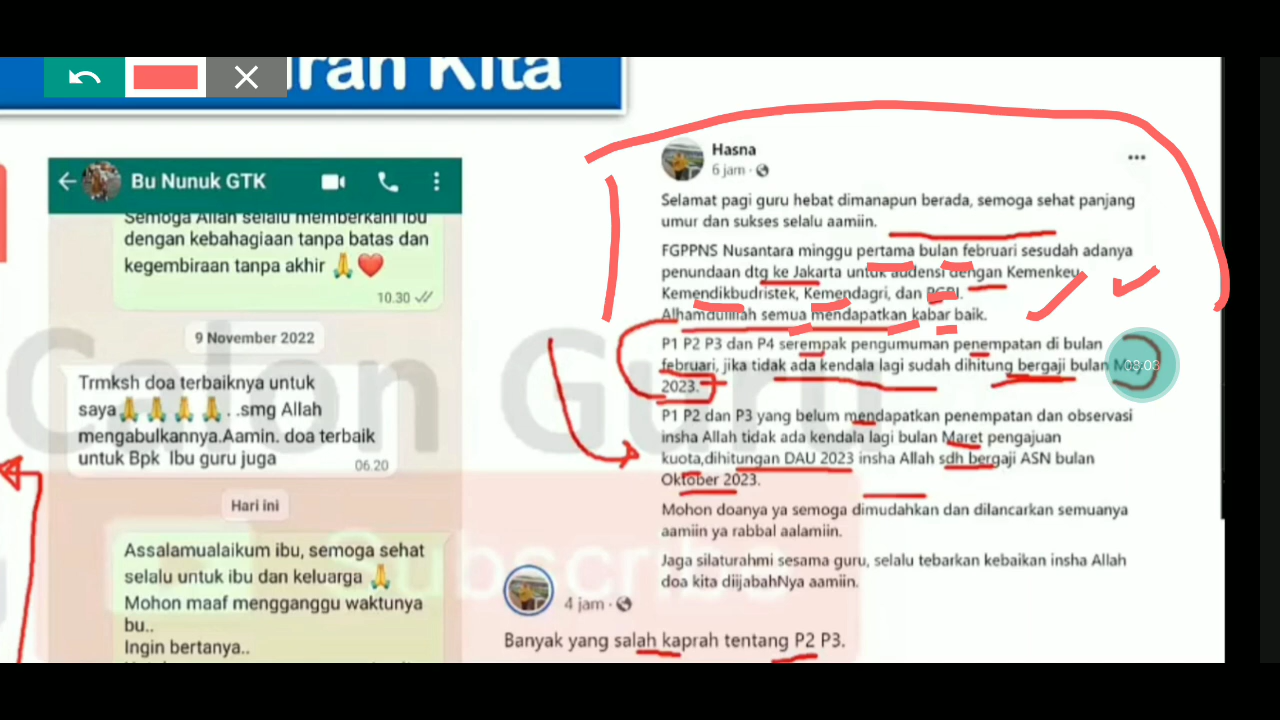 Kita
Bu Nunuk GTK
Semoga Allah selalu memberkahi ibu
dengan kebahagiaan tanpa batas dan
kegembiraan tanpa akhir 🙏❤️
10.30
9 November 2022
Trmksh doa terbaiknya untuk
saya🙏🙏🙏🙏. .smg Allah
mengabulkannya.Aamin. doa terbaik
untuk Bpk Ibu guru juga
06.20
Hari ini
Assalamualaikum ibu, semoga sehat
selalu untuk ibu dan keluarga 🙏
Mohon maaf mengganggu waktunya
bu..
Ingin bertanya..
Hasna
6 jam
Selamat pagi guru hebat dimanapun berada, semoga sehat panjang
umur dan sukses selalu aamiin.
FGPPNS Nusantara minggu pertama bulan februari sesudah adanya
penundaan dtg ke Jakarta untuk audensi dengan Kemenkeu
Kemendikbudristek, Kemendagri, dan PGRI.
Alhamdulillah semua mendapatkan kabar baik.
P1 P2 P3 dan P4 serempak pengumuman penempatan di bulan
februari, jika tidak ada kendala lagi sudah dihitung bergaji bulan
2023.
P1 P2 dan P3 yang belum mendapatkan penempatan dan observasi
insha Allah tidak ada kendala lagi bulan Maret pengajuan
kuota,dihitungan DAU 2023 insha Allah sdh bergaji ASN bulan
Oktober 2023.
Mohon doanya ya semoga dimudahkan dan dilancarkan semuanya
aamiin ya rabbal aalamiin.
Jaga silaturahmi sesama guru, selalu tebarkan kebaikan insha Allah
doa kita diijabahNya aamiin.
4 jam
Banyak yang salah kaprah tentang P2 P3.
03:03
Calon Guru
Subscribe